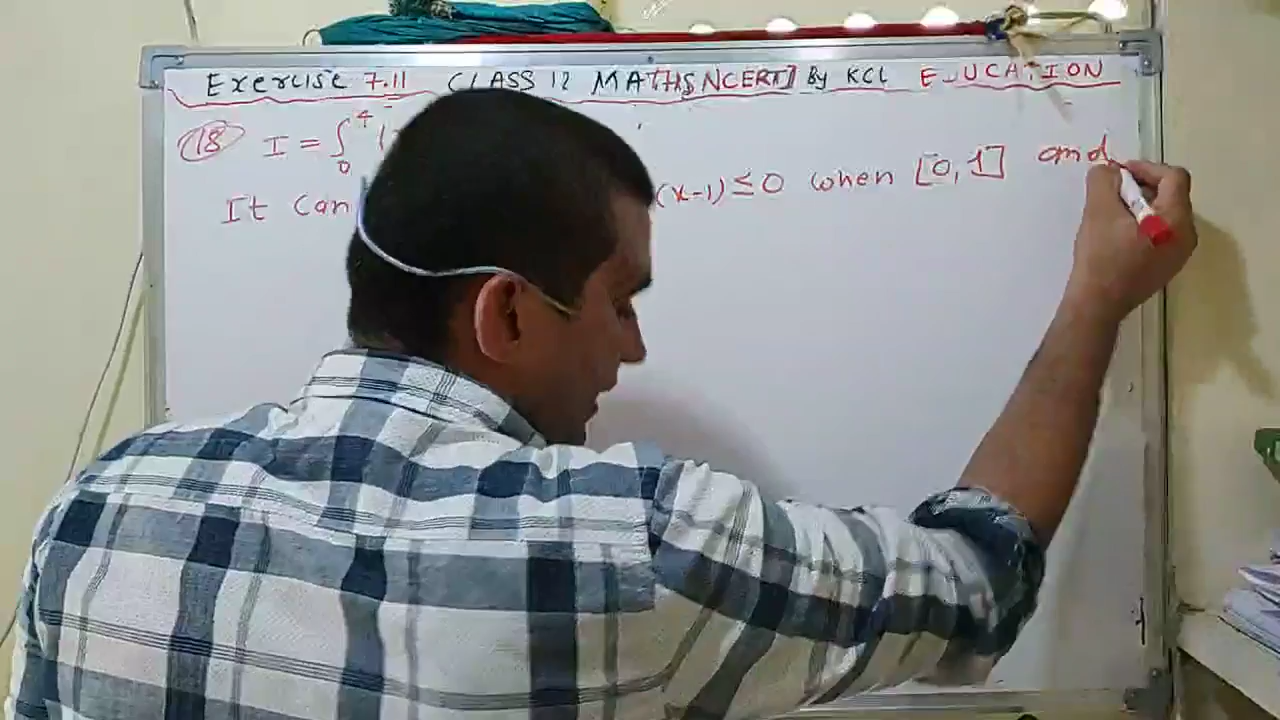 Exercise 7.11 CLASS 12 MATHS NCERT] By KCL EDUCATION
18 I = ∫₀⁴ |
It can (x-1) ≤ 0 when [0, 1] and